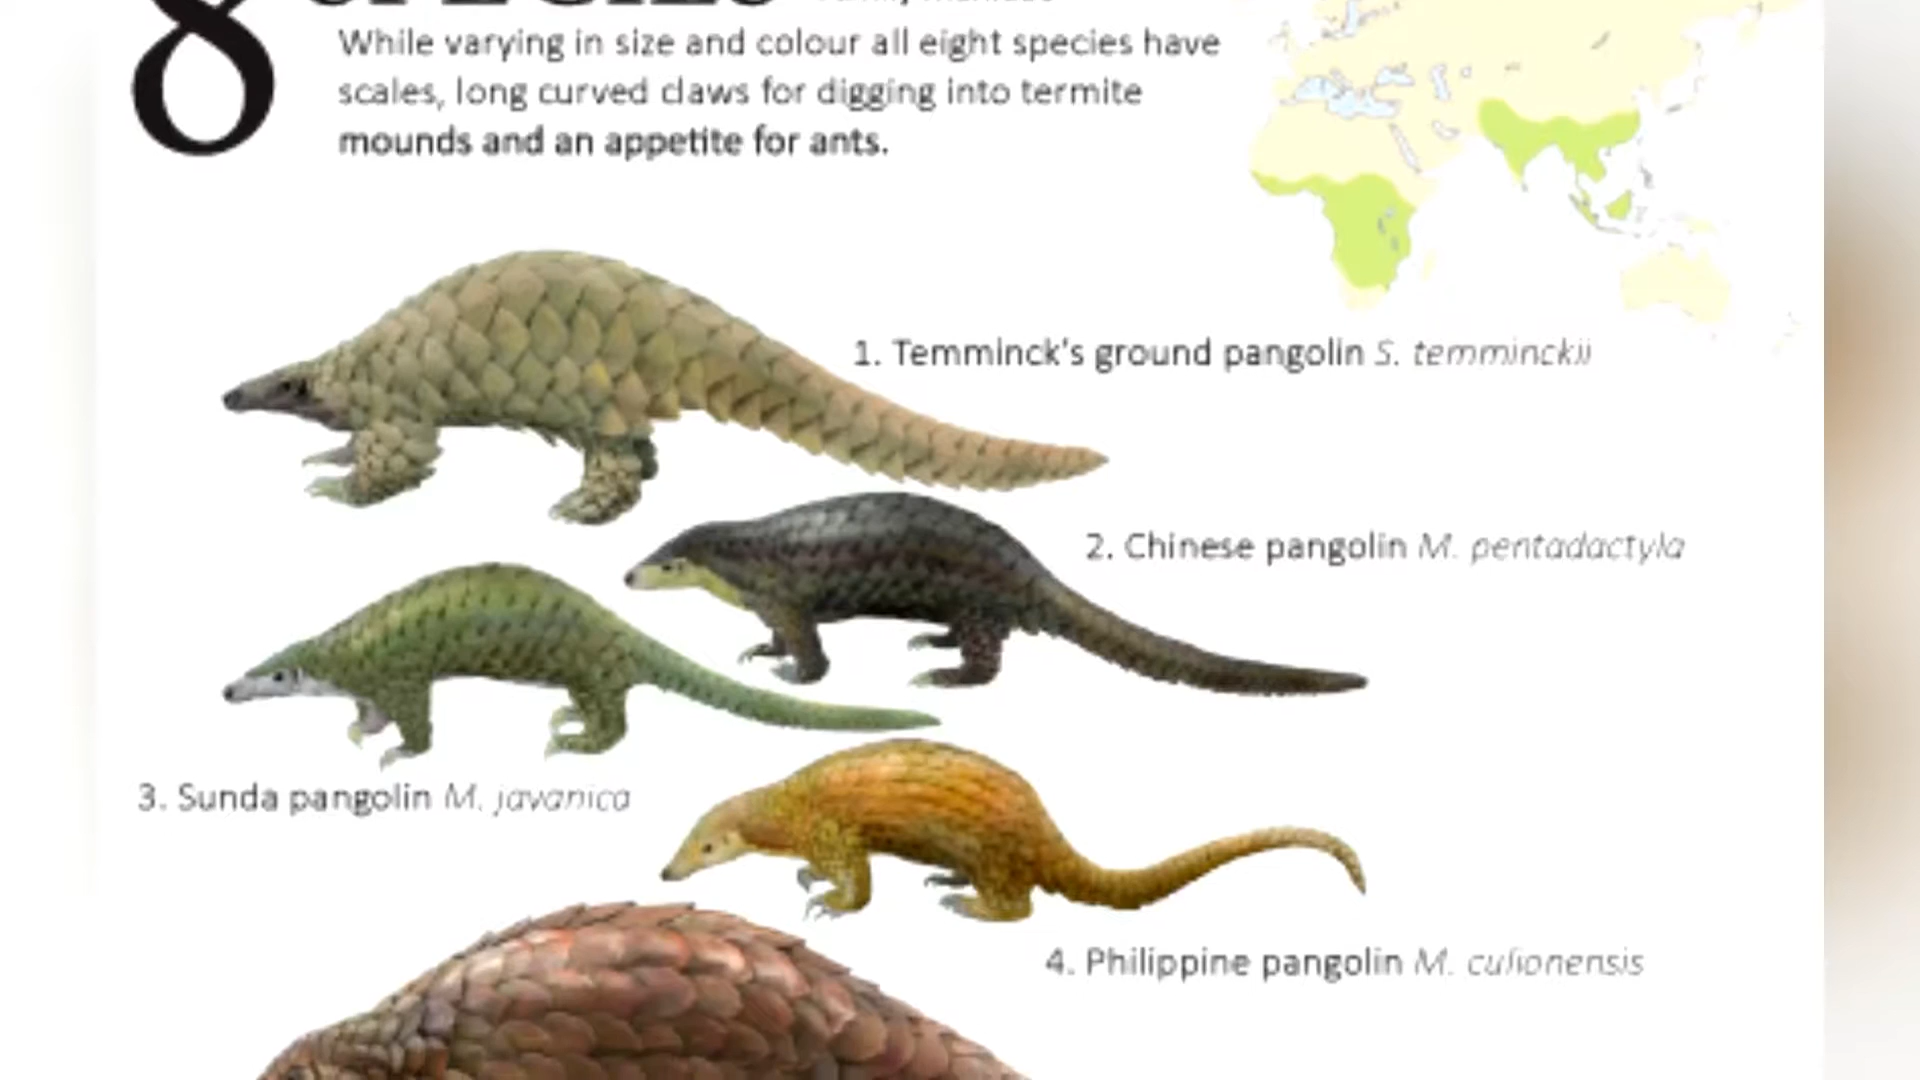 8 SPECIES
While varying in size and colour all eight species have
scales, long curved claws for digging into termite
mounds and an appetite for ants.
1. Temminck's ground pangolin S. temminckii
2. Chinese pangolin M. pentadactyla
3. Sunda pangolin M. javanica
4. Philippine pangolin M. culionensis